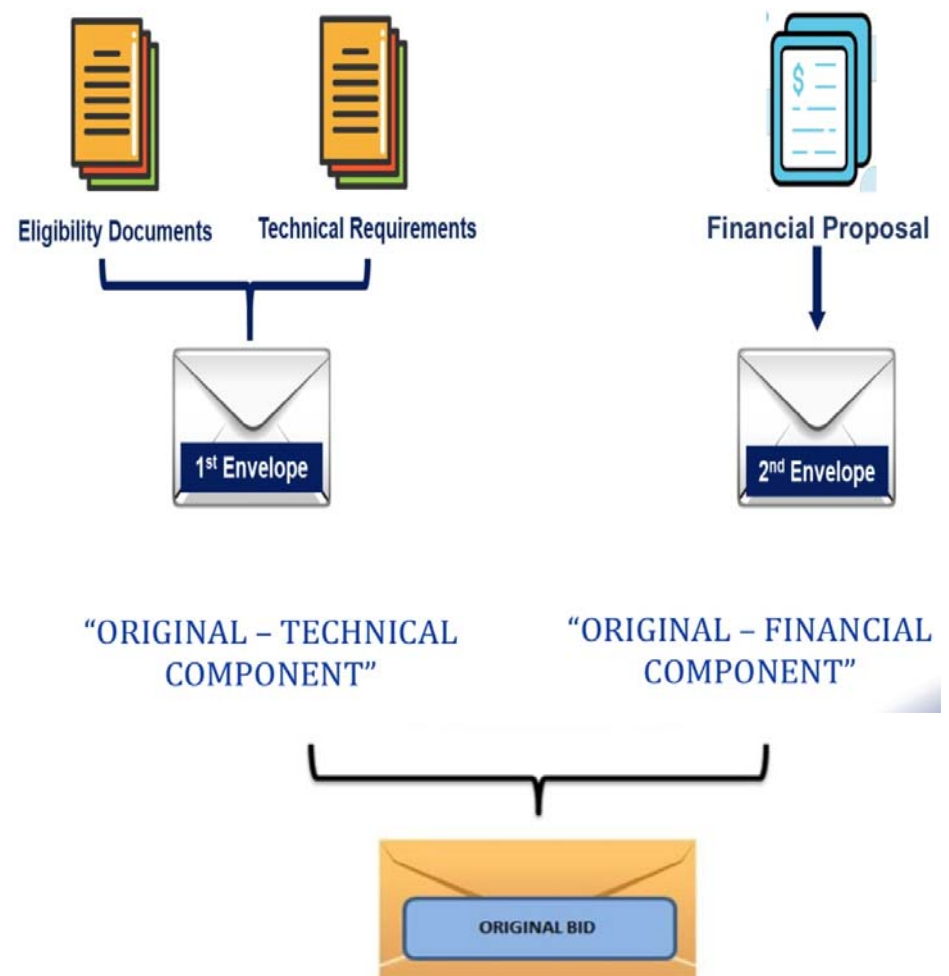 Eligibility Documents
Technical Requirements
$
Financial Proposal
1st Envelope
2nd Envelope
“ORIGINAL – TECHNICAL
COMPONENT”
“ORIGINAL – FINANCIAL
COMPONENT”
ORIGINAL BID